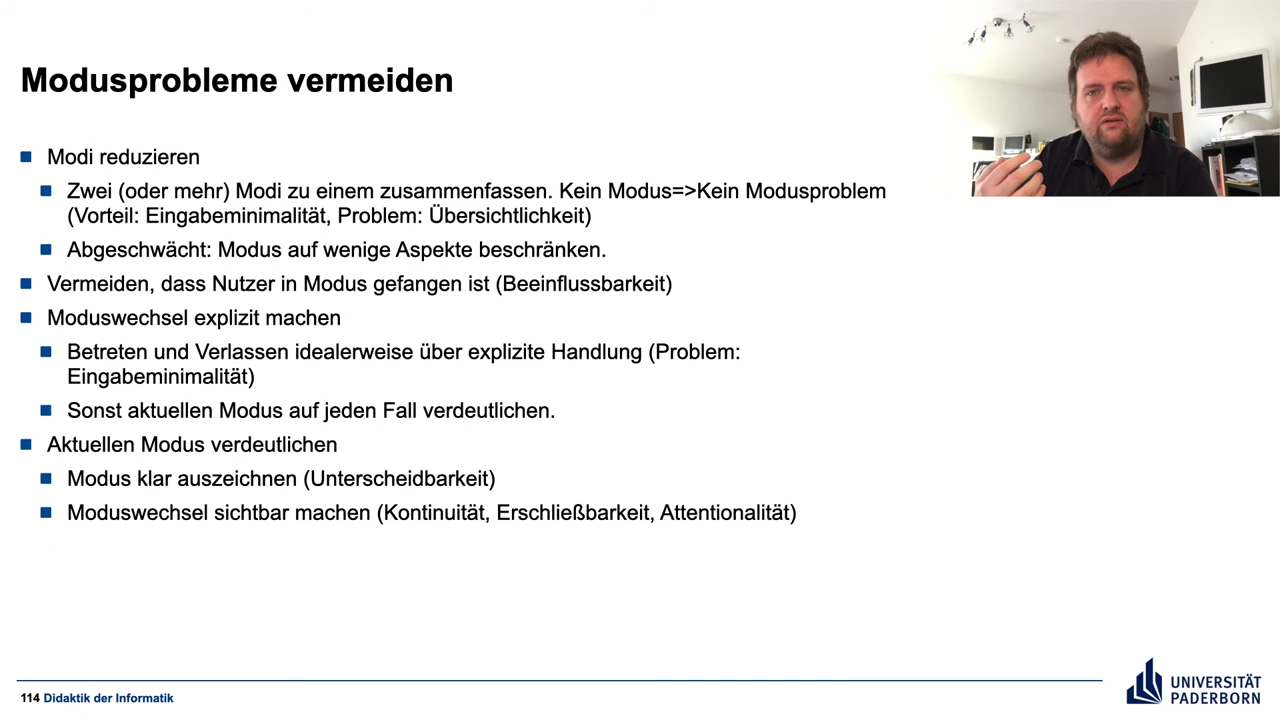 Modusprobleme vermeiden
Modi reduzieren
Zwei (oder mehr) Modi zu einem zusammenfassen. Kein Modus=>Kein Modusproblem
(Vorteil: Eingabeminimalität, Problem: Übersichtlichkeit)
Abgeschwächt: Modus auf wenige Aspekte beschränken.
Vermeiden, dass Nutzer in Modus gefangen ist (Beeinflussbarkeit)
Moduswechsel explizit machen
Betreten und Verlassen idealerweise über explizite Handlung (Problem:
Eingabeminimalität)
Sonst aktuellen Modus auf jeden Fall verdeutlichen.
Aktuellen Modus verdeutlichen
Modus klar auszeichnen (Unterscheidbarkeit)
Moduswechsel sichtbar machen (Kontinuität, Erschließbarkeit, Attentionalität)
114 Didaktik der Informatik
UNIVERSITÄT
PADERBORN